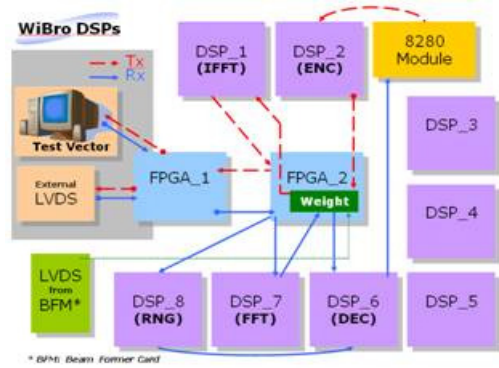 WiBro DSPs
Tx
Rx
DSP_1
(IFFT)
DSP_2
(ENC)
8280
Module
Test Vector
External
LVDS
FPGA_1
FPGA_2
Weight
DSP_3
DSP_4
DSP_5
LVDS
from
BFM*
DSP_8
(RNG)
DSP_7
(FFT)
DSP_6
(DEC)
* BFM: Beam Former Card